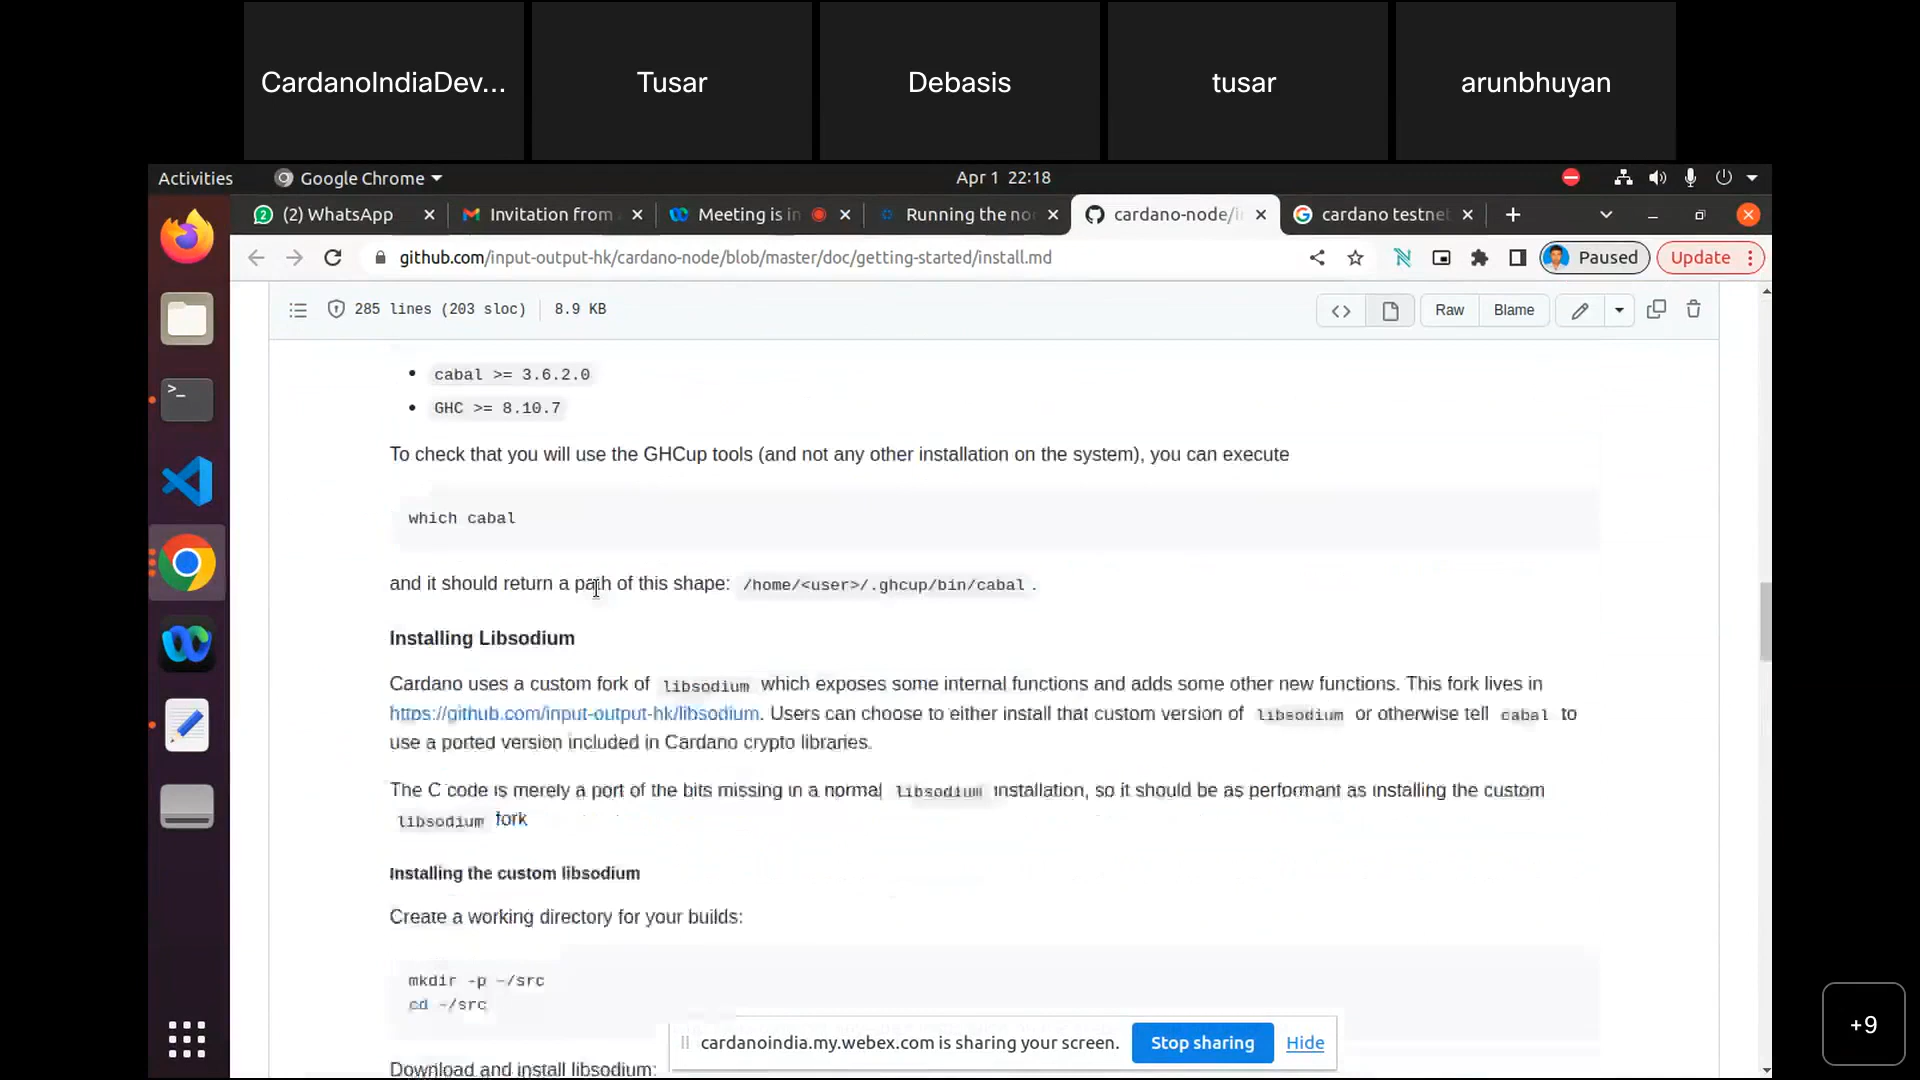 CardanoIndiaDev...
Tusar
Debasis
tusar
arunbhuyan
Activities
Google Chrome
Apr 1 22:18
(2) WhatsApp
Invitation from
Meeting is in
Running the no
cardano-node/i
cardano testne
github.com/input-output-hk/cardano-node/blob/master/doc/getting-started/install.md
Paused
Update
285 lines (203 sloc)
8.9 KB
Raw
Blame
cabal >= 3.6.2.0
GHC >= 8.10.7
To check that you will use the GHCup tools (and not any other installation on the system), you can execute
which cabal
and it should return a path of this shape: /home/<user>/.ghcup/bin/cabal .
Installing Libsodium
Cardano uses a custom fork of libsodium which exposes some internal functions and adds some other new functions. This fork lives in
https://github.com/input-output-hk/libsodium. Users can choose to either install that custom version of libsodium or otherwise tell cabal to
use a ported version included in Cardano crypto libraries.
The C code is merely a port of the bits missing in a normal libsodium installation, so it should be as performant as installing the custom
libsodium fork
Installing the custom libsodium
Create a working directory for your builds:
mkdir -p ~/src
cd ~/src
Download and install libsodium:
cardanoindia.my.webex.com is sharing your screen.
Stop sharing
Hide
+9